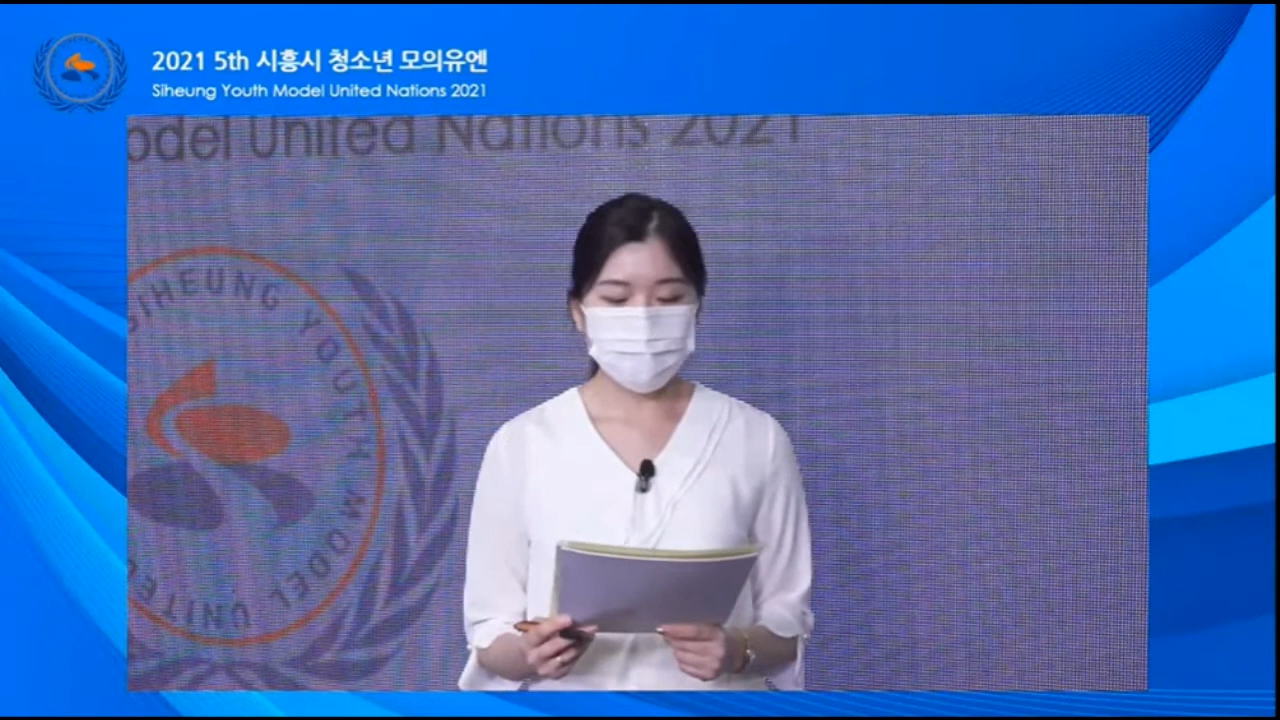 2021 5th 시흥시 청소년 모의유엔
Siheung Youth Model United Nations 2021
odel United Nations 2021
SIHEUNG YOUTH MODEL UNITED